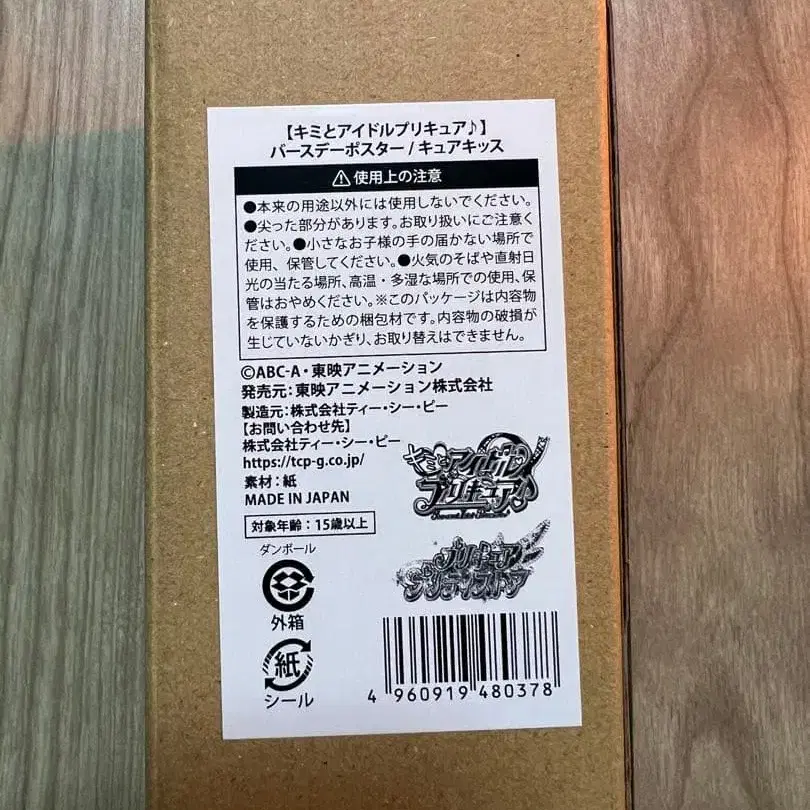 【キミとアイドルプリキュア♪】
バースデーポスター / キュアキッス
⚠使用上の注意
●本来の用途以外には使用しないでください。
●尖った部分があります。お取り扱いにご注意く
ださい。●小さなお子様の手の届かない場所で
使用、保管してください。●火気のそばや直射日
光の当たる場所、高温・多湿な場所での使用、保
管はおやめください。※このパッケージは内容物
を保護するための梱包材です。内容物の破損が
生じていないかぎり、お取り替えはできません。
©ABC-A・東映アニメーション
発売元：東映アニメーション株式会社
製造元：株式会社ティー・シー・ピー
【お問い合わせ先】
株式会社ティー・シー・ピー
https://tcp-g.co.jp/
素材：紙
MADE IN JAPAN
対象年齢：15歳以上
ダンボール
外箱
紙
シール
キミとアイドル
プリキュア♪
プリキュア
プリティストア
4 960919 480378